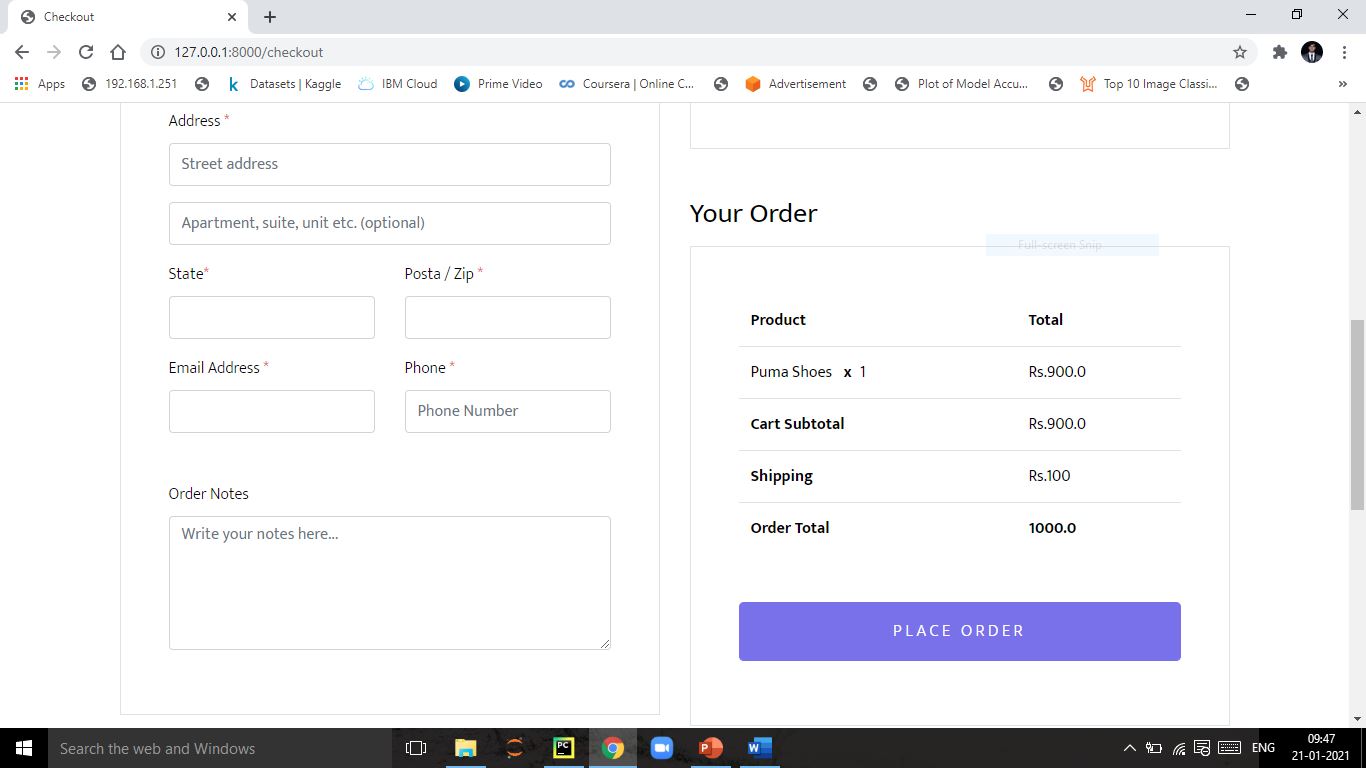 Checkout
127.0.0.1:8000/checkout
Apps 192.168.1.251 Datasets | Kaggle IBM Cloud Prime Video Coursera | Online C... Advertisement Plot of Model Accu... Top 10 Image Classi... »
Address *
Street address
Apartment, suite, unit etc. (optional)
State* Posta / Zip *
Email Address * Phone *
Phone Number
Order Notes
Write your notes here...
Your Order
Full-screen Snip
Product Total
Puma Shoes x 1 Rs.900.0
Cart Subtotal Rs.900.0
Shipping Rs.100
Order Total 1000.0
PLACE ORDER
Search the web and Windows
ENG
09:47
21-01-2021